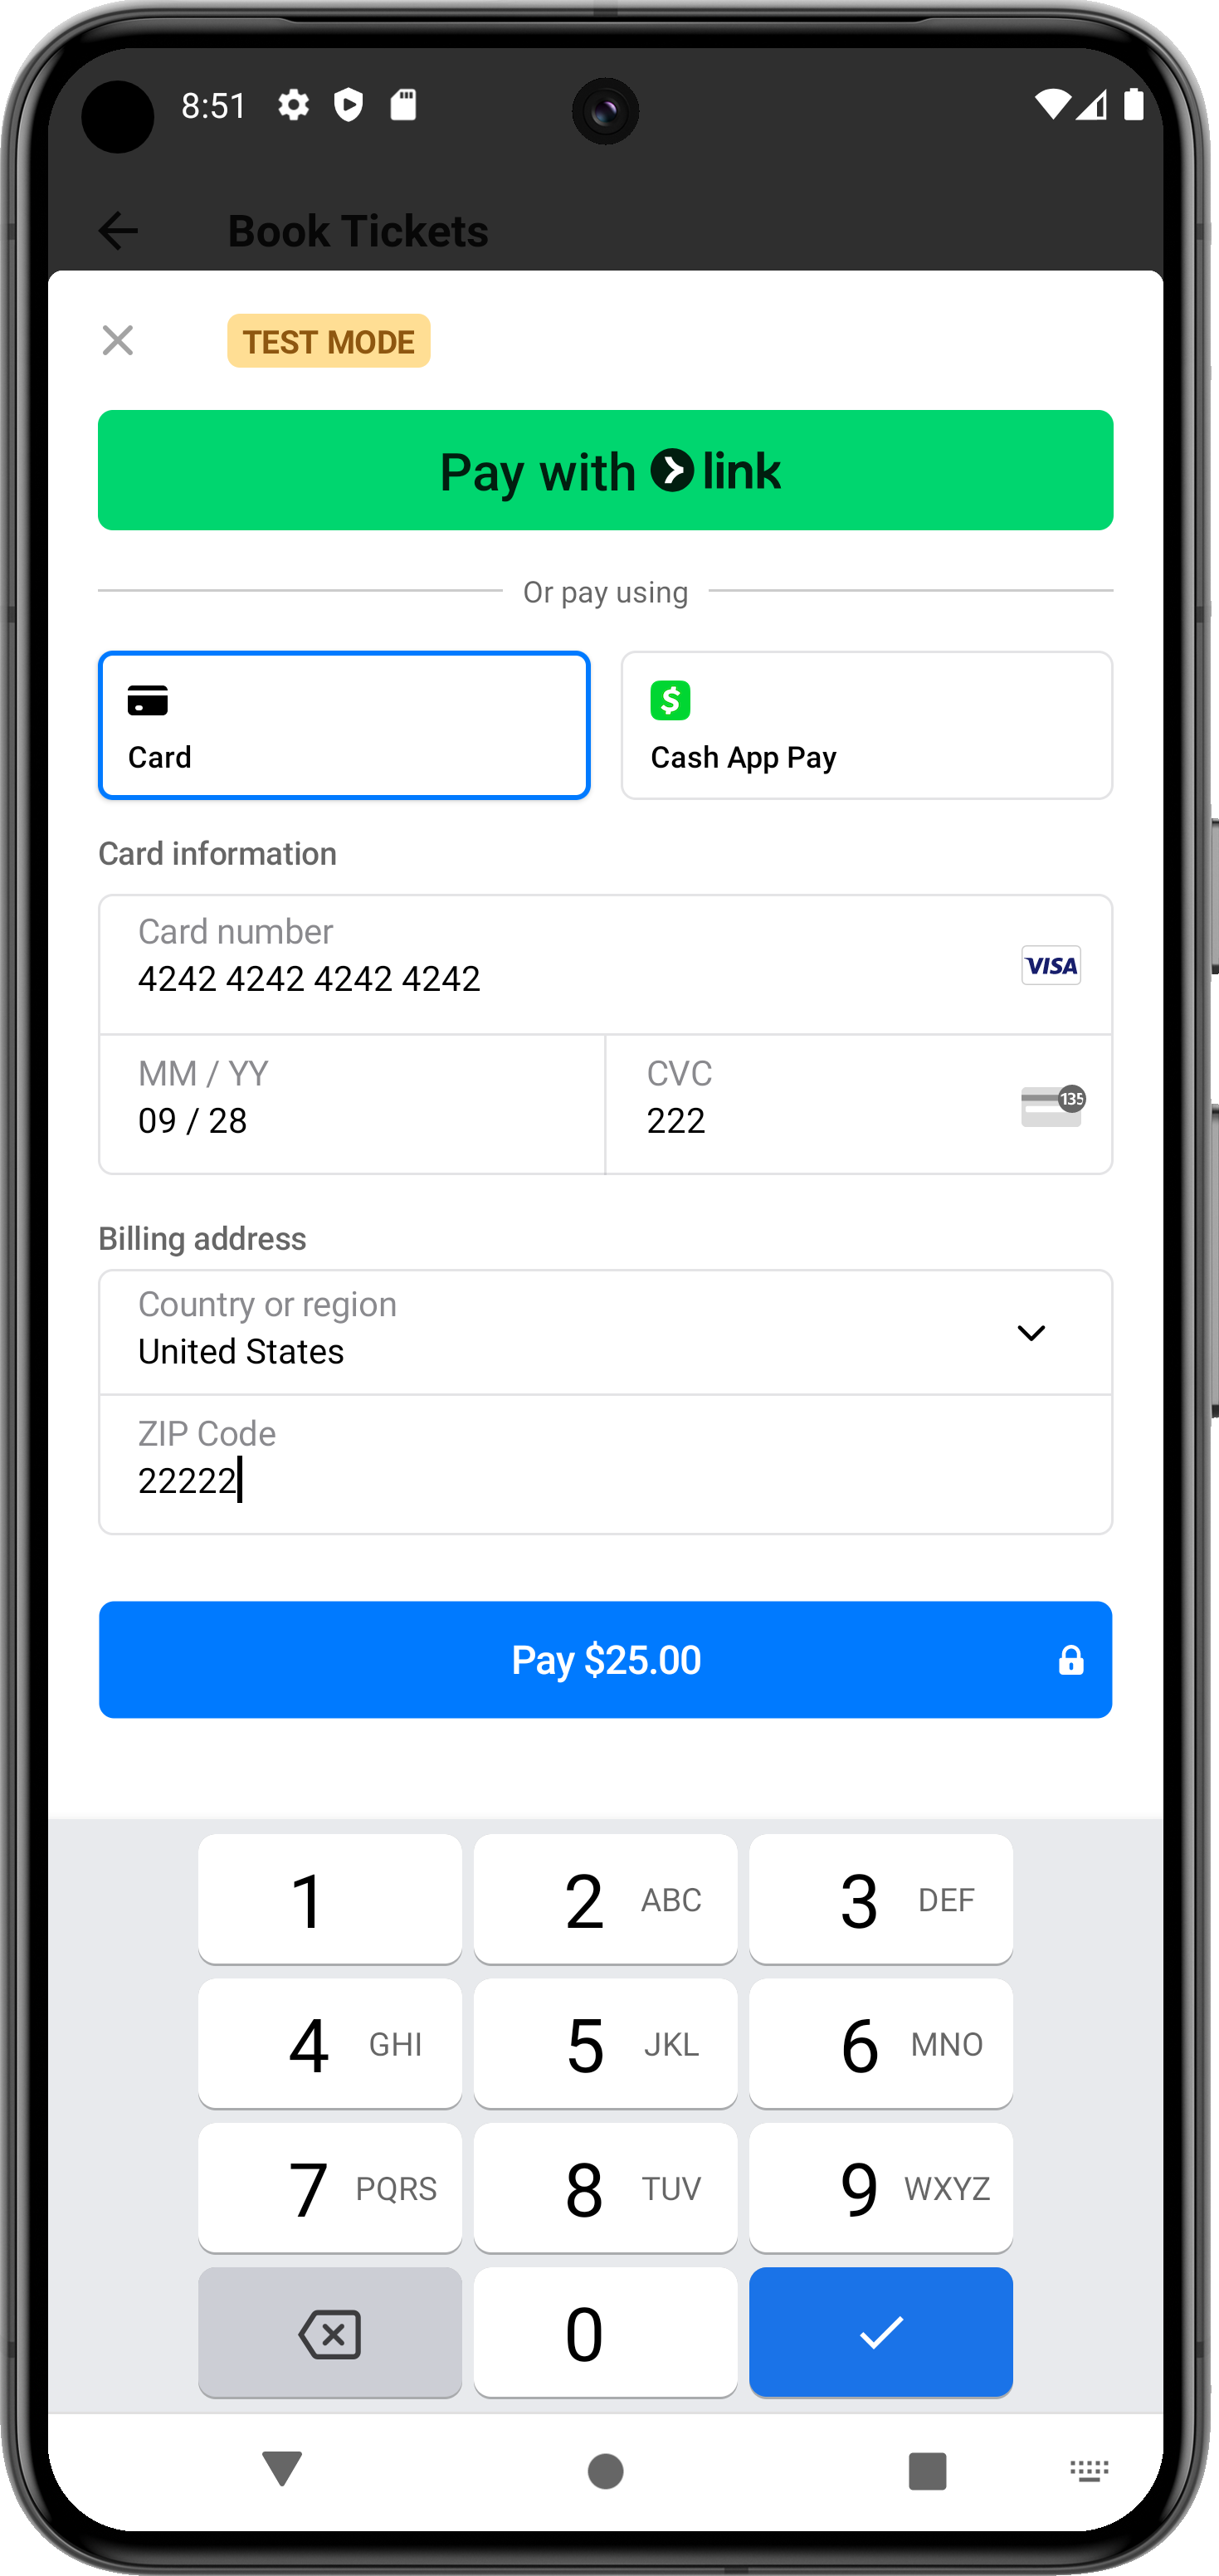 8:51
Book Tickets
TEST MODE
Pay with link
Or pay using
Card
Cash App Pay
Card information
Card number
4242 4242 4242 4242
VISA
MM / YY
CVC
09 / 28
222
135
Billing address
Country or region
United States
ZIP Code
22222
Pay $25.00
1
2 ABC
3 DEF
4 GHI
5 JKL
6 MNO
7 PQRS
8 TUV
9 WXYZ
0